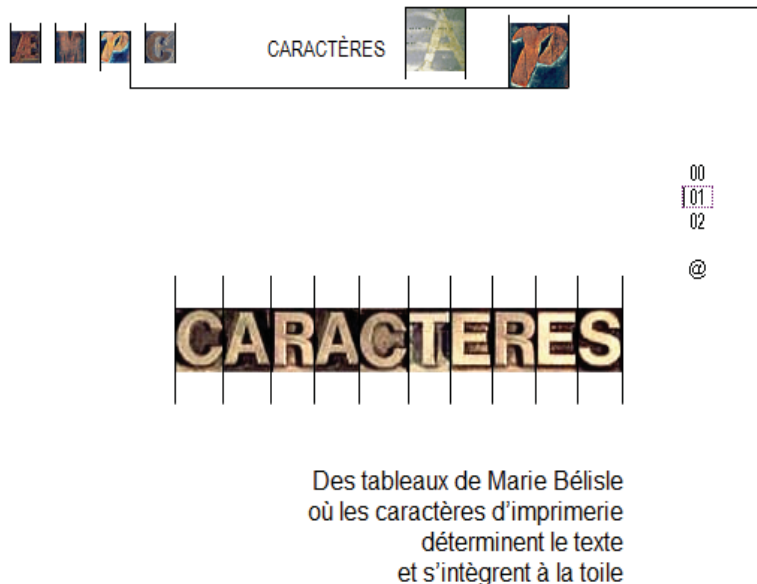 Æ M P C
CARACTÈRES A P
00
01
02
@
CARACTERES
Des tableaux de Marie Bélisle
où les caractères d’imprimerie
déterminent le texte
et s’intègrent à la toile